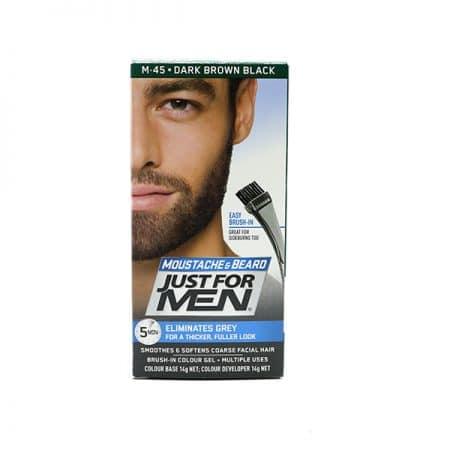 M-45 • DARK BROWN BLACK
EASY
BRUSH-IN
GREAT FOR
SIDEBURNS TOO
MOUSTACHE & BEARD
JUST FOR
MEN®
5 MIN
ELIMINATES GREY
FOR A THICKER, FULLER LOOK
SMOOTHES & SOFTENS COARSE FACIAL HAIR
BRUSH-IN COLOUR GEL • MULTIPLE USES
COLOUR BASE 14g NET; COLOUR DEVELOPER 14g NET